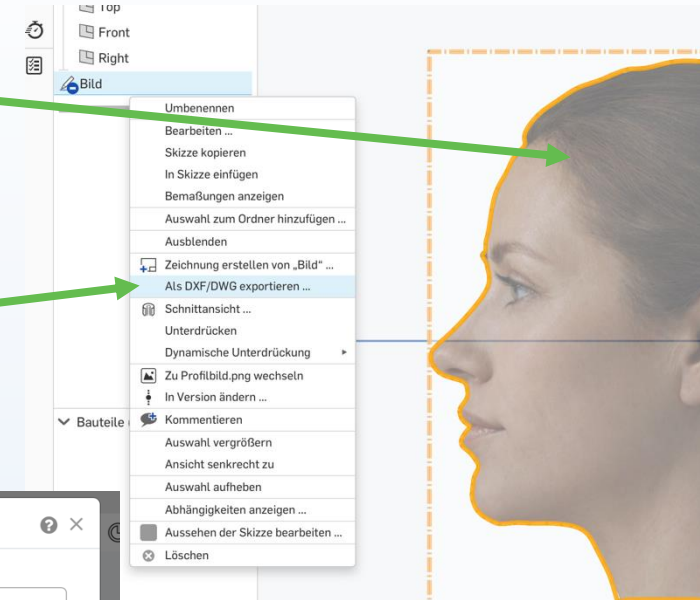 Top
Front
Right
Bild
Umbenennen
Bearbeiten ...
Skizze kopieren
In Skizze einfügen
Bemaßungen anzeigen
Auswahl zum Ordner hinzufügen ...
Ausblenden
Zeichnung erstellen von „Bild" ...
Als DXF/DWG exportieren ...
Schnittansicht ...
Unterdrücken
Dynamische Unterdrückung
Zu Profilbild.png wechseln
In Version ändern ...
Bauteile
Kommentieren
Auswahl vergrößern
Ansicht senkrecht zu
Auswahl aufheben
Abhängigkeiten anzeigen ...
Aussehen der Skizze bearbeiten ...
Löschen